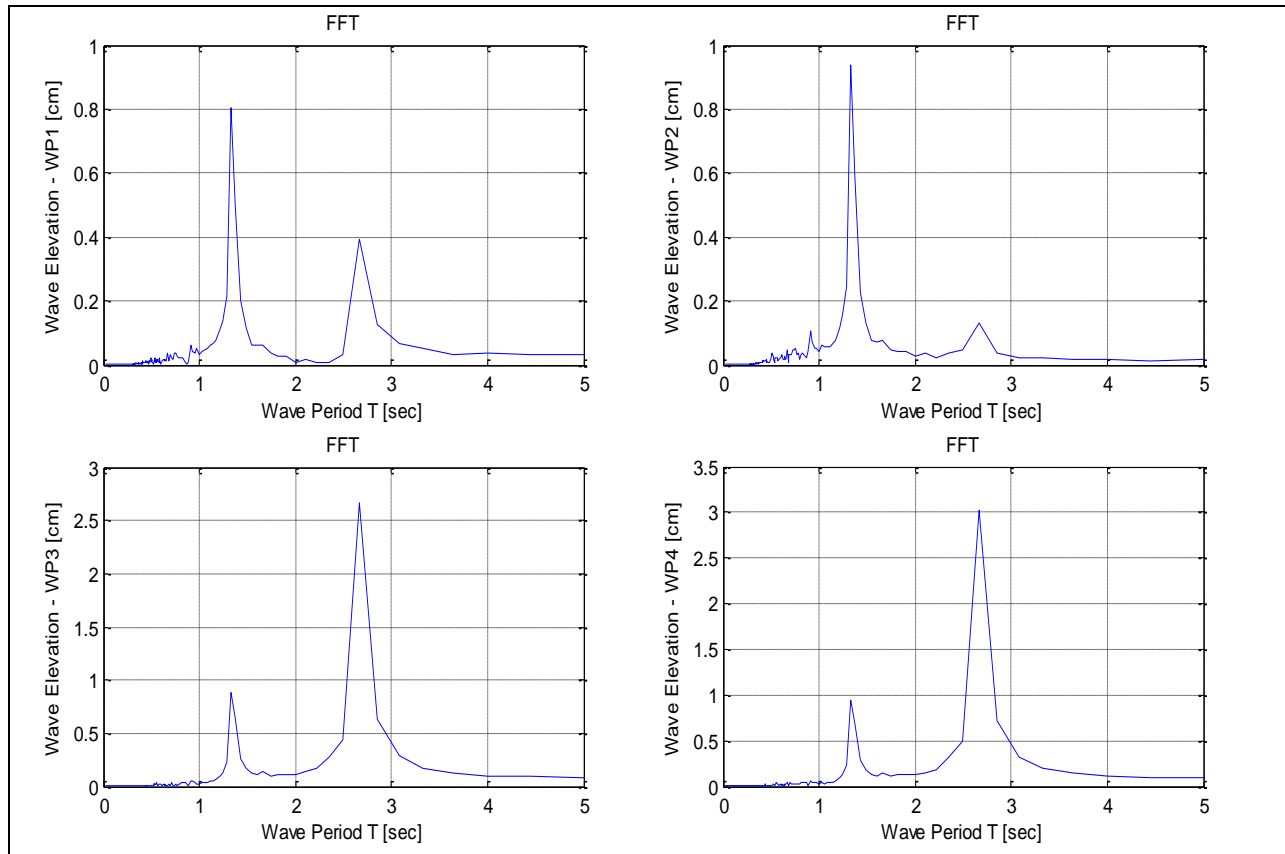 FFT
Wave Elevation - WP1 [cm]
1
0.8
0.6
0.4
0.2
0
0 1 2 3 4 5
Wave Period T [sec]
FFT
Wave Elevation - WP2 [cm]
1
0.8
0.6
0.4
0.2
0
0 1 2 3 4 5
Wave Period T [sec]
FFT
Wave Elevation - WP3 [cm]
3
2.5
2
1.5
1
0.5
0
0 1 2 3 4 5
Wave Period T [sec]
FFT
Wave Elevation - WP4 [cm]
3.5
3
2.5
2
1.5
1
0.5
0
0 1 2 3 4 5
Wave Period T [sec]